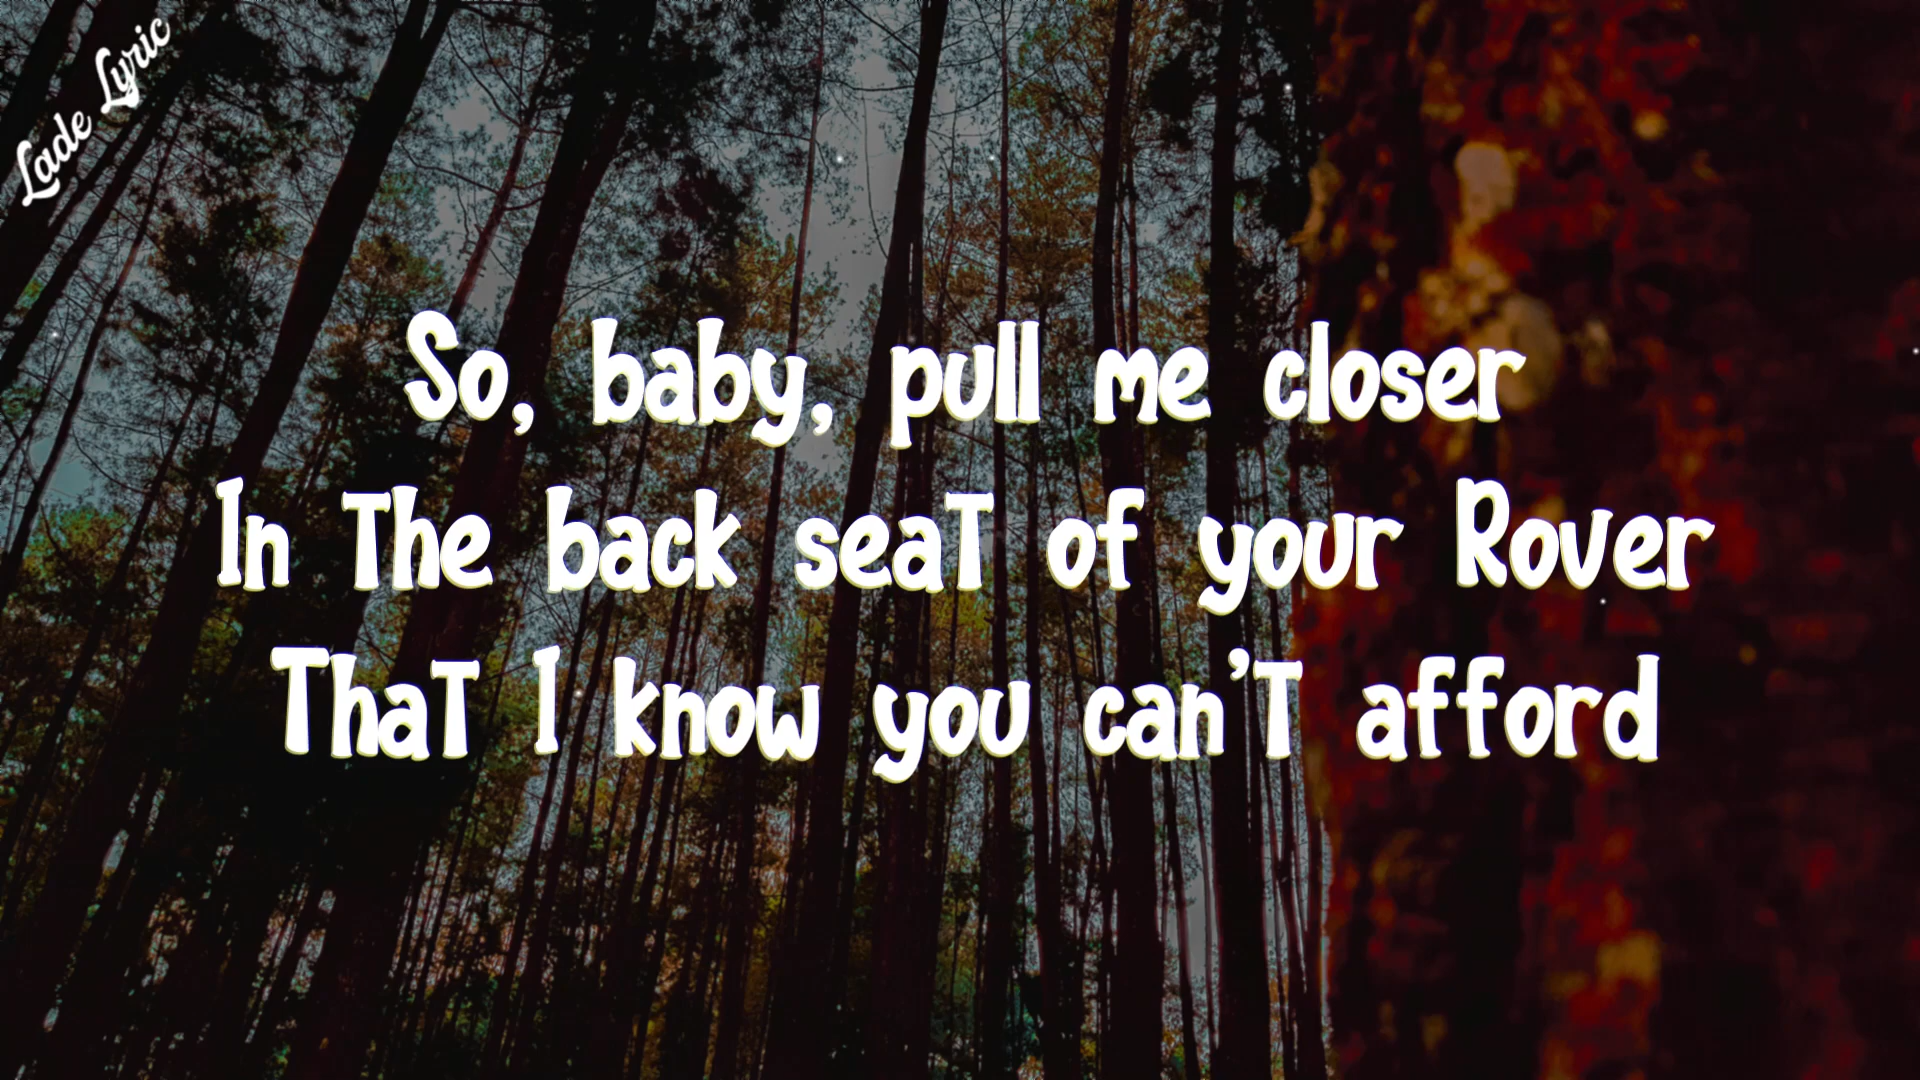 Lade Lyric
So, baby, pull me closer
In the back seat of your Rover
That I know you can't afford